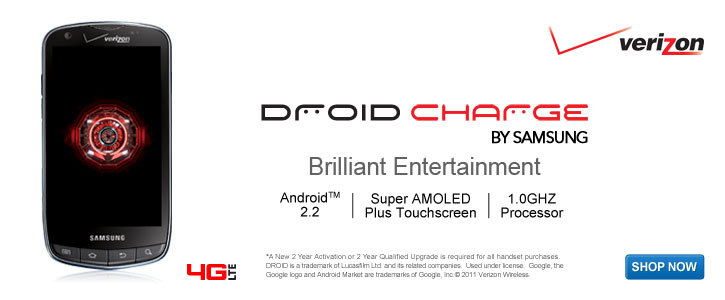 verizon
verizon
DROID CHARGE
BY SAMSUNG
Brilliant Entertainment
Android™ 2.2
Super AMOLED Plus Touchscreen
1.0GHZ Processor
SAMSUNG
4G LTE
*A New 2 Year Activation or 2 Year Qualified Upgrade is required for all handset purchases.
DROID is a trademark of Lucasfilm Ltd. and its related companies. Used under license. Google, the
Google logo and Android Market are trademarks of Google, Inc © 2011 Verizon Wireless.
SHOP NOW